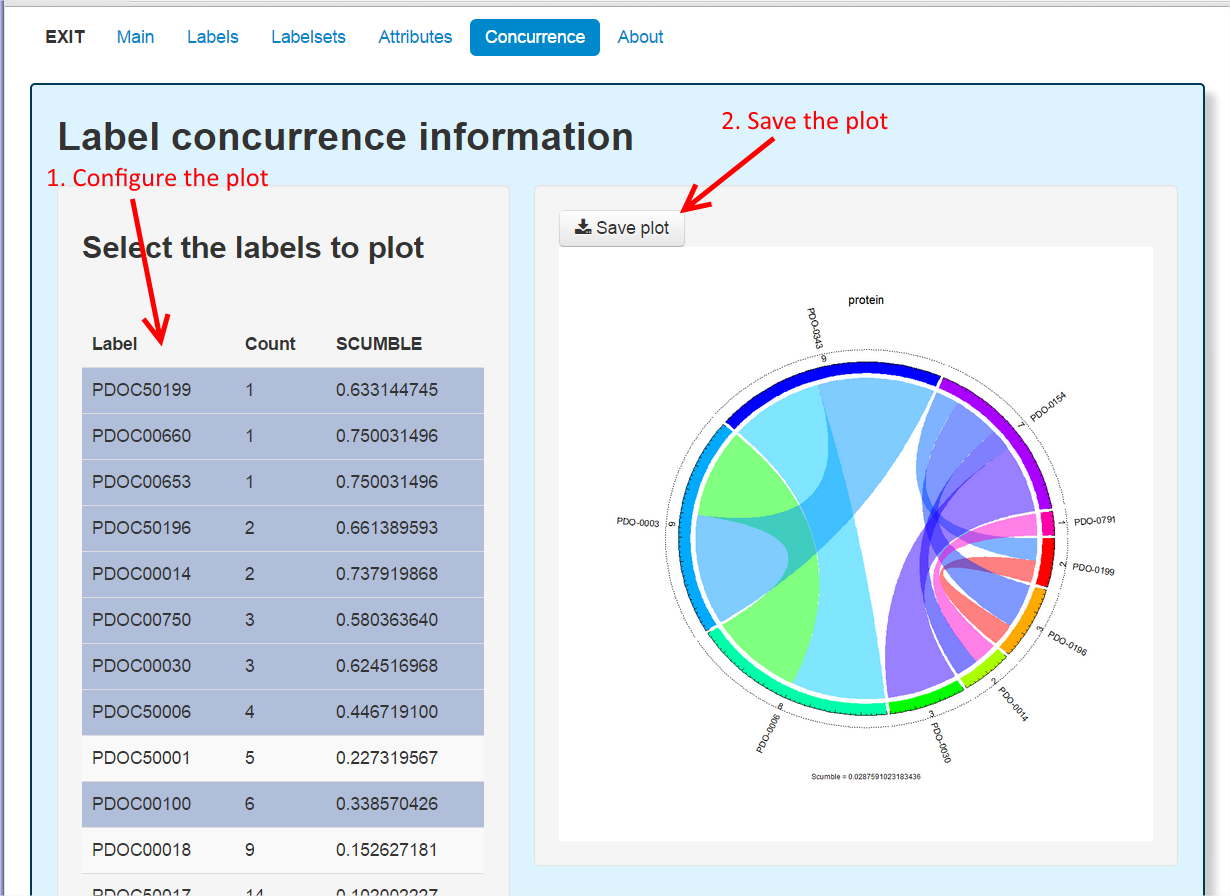 EXIT Main Labels Labelsets Attributes Concurrence About
Label concurrence information
2. Save the plot
1. Configure the plot
Select the labels to plot
Label Count SCUMBLE
PDOC50199 1 0.633144745
PDOC00660 1 0.750031496
PDOC00653 1 0.750031496
PDOC50196 2 0.661389593
PDOC00014 2 0.737919868
PDOC00750 3 0.580363640
PDOC00030 3 0.624516968
PDOC50006 4 0.446719100
PDOC50001 5 0.227319567
PDOC00100 6 0.338570426
PDOC00018 9 0.152627181
PDOC50017 14 0.102002227
Save plot
protein
PDO-0343
9
PDO-0154
7
PDO-0791
1
PDO-0199
2
PDO-0196
3
PDO-0014
2
PDO-0030
3
PDO-0006
8
PDO-0003
9
Scumble = 0.0287591023183436